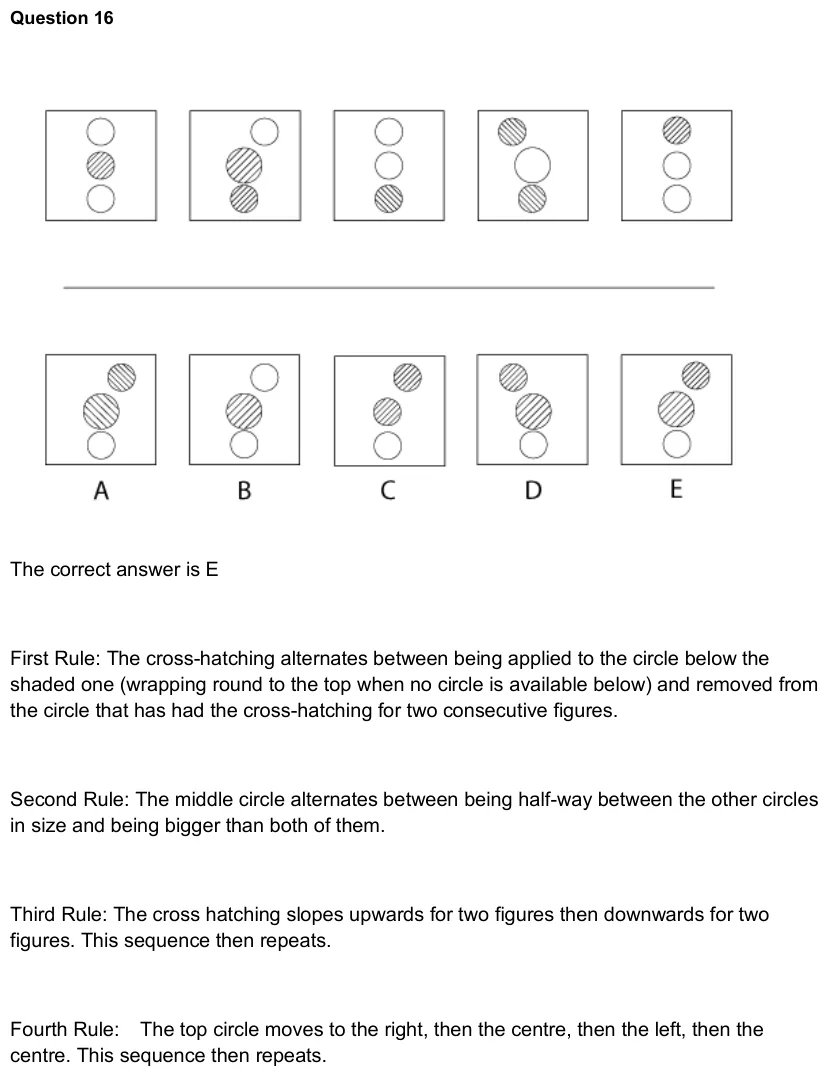 Question 16
A
B
C
D
E
The correct answer is E
First Rule: The cross-hatching alternates between being applied to the circle below the
shaded one (wrapping round to the top when no circle is available below) and removed from
the circle that has had the cross-hatching for two consecutive figures.
Second Rule: The middle circle alternates between being half-way between the other circles
in size and being bigger than both of them.
Third Rule: The cross hatching slopes upwards for two figures then downwards for two
figures. This sequence then repeats.
Fourth Rule: The top circle moves to the right, then the centre, then the left, then the
centre. This sequence then repeats.